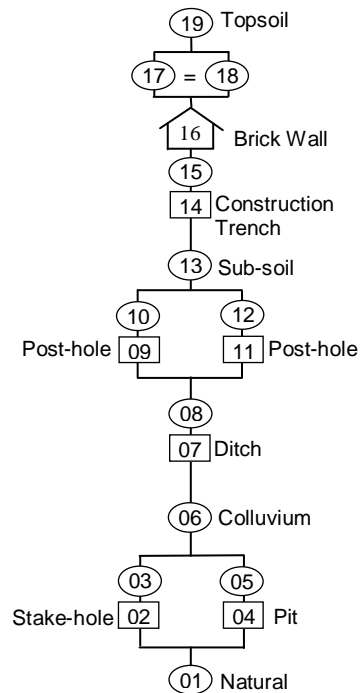 19 Topsoil
17 = 18
16 Brick Wall
15
14 Construction
Trench
13 Sub-soil
10 12
Post-hole 09 11 Post-hole
08
07 Ditch
06 Colluvium
03 05
Stake-hole 02 04 Pit
01 Natural